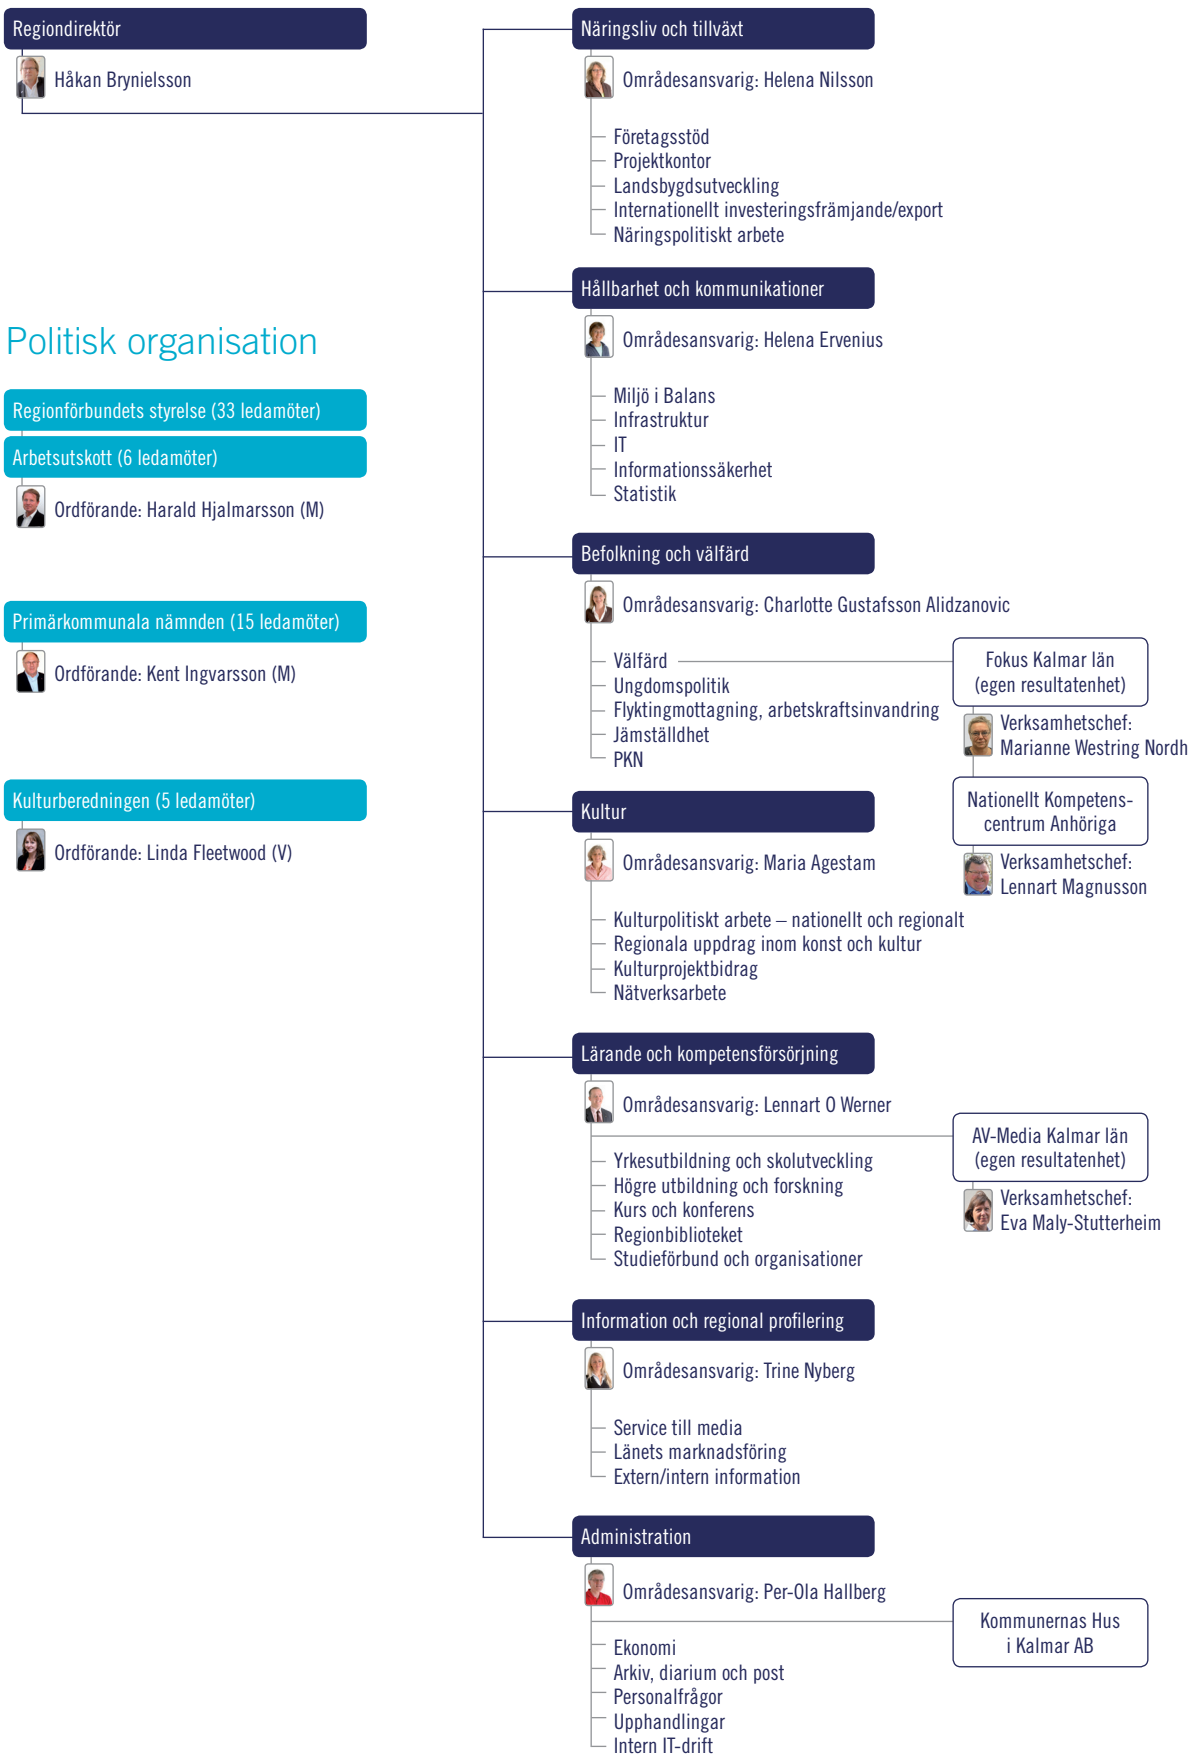 Regiondirektör
Håkan Brynielsson
Politisk organisation
Regionförbundets styrelse (33 ledamöter)
Arbetsutskott (6 ledamöter)
Ordförande: Harald Hjalmarsson (M)
Primärkommunala nämnden (15 ledamöter)
Ordförande: Kent Ingvarsson (M)
Kulturberedningen (5 ledamöter)
Ordförande: Linda Fleetwood (V)
Näringsliv och tillväxt
Områdesansvarig: Helena Nilsson
Företagsstöd
Projektkontor
Landsbygdsutveckling
Internationellt investeringsfrämjande/export
Näringspolitiskt arbete
Hållbarhet och kommunikationer
Områdesansvarig: Helena Ervenius
Miljö i Balans
Infrastruktur
IT
Informationssäkerhet
Statistik
Befolkning och välfärd
Områdesansvarig: Charlotte Gustafsson Alidzanovic
Välfärd
Ungdomspolitik
Flyktingmottagning, arbetskraftsinvandring
Jämställdhet
PKN
Fokus Kalmar län
(egen resultatenhet)
Verksamhetschef:
Marianne Westring Nordh
Nationellt Kompetens-
centrum Anhöriga
Verksamhetschef:
Lennart Magnusson
Kultur
Områdesansvarig: Maria Agestam
Kulturpolitiskt arbete – nationellt och regionalt
Regionala uppdrag inom konst och kultur
Kulturprojektbidrag
Nätverksarbete
Lärande och kompetensförsörjning
Områdesansvarig: Lennart O Werner
Yrkesutbildning och skolutveckling
Högre utbildning och forskning
Kurs och konferens
Regionbiblioteket
Studieförbund och organisationer
AV-Media Kalmar län
(egen resultatenhet)
Verksamhetschef:
Eva Maly-Stutterheim
Information och regional profilering
Områdesansvarig: Trine Nyberg
Service till media
Länets marknadsföring
Extern/intern information
Administration
Områdesansvarig: Per-Ola Hallberg
Ekonomi
Arkiv, diarium och post
Personalfrågor
Upphandlingar
Intern IT-drift
Kommunernas Hus
i Kalmar AB